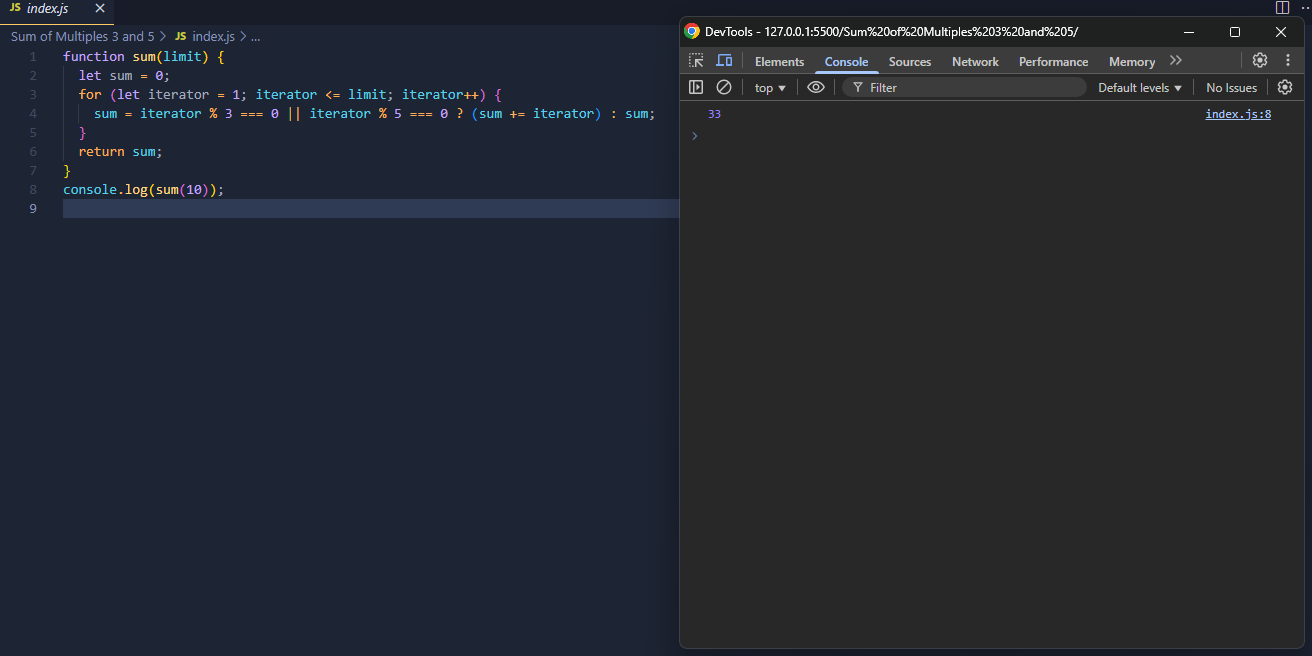 JS index.js
Sum of Multiples 3 and 5 > JS index.js > ...
1 function sum(limit) {
2 let sum = 0;
3 for (let iterator = 1; iterator <= limit; iterator++) {
4 sum = iterator % 3 === 0 || iterator % 5 === 0 ? (sum += iterator) : sum;
5 }
6 return sum;
7 }
8 console.log(sum(10));
9
DevTools - 127.0.0.1:5500/Sum%20of%20Multiples%203%20and%205/
Elements Console Sources Network Performance Memory
top Filter Default levels No Issues
33 index.js:8